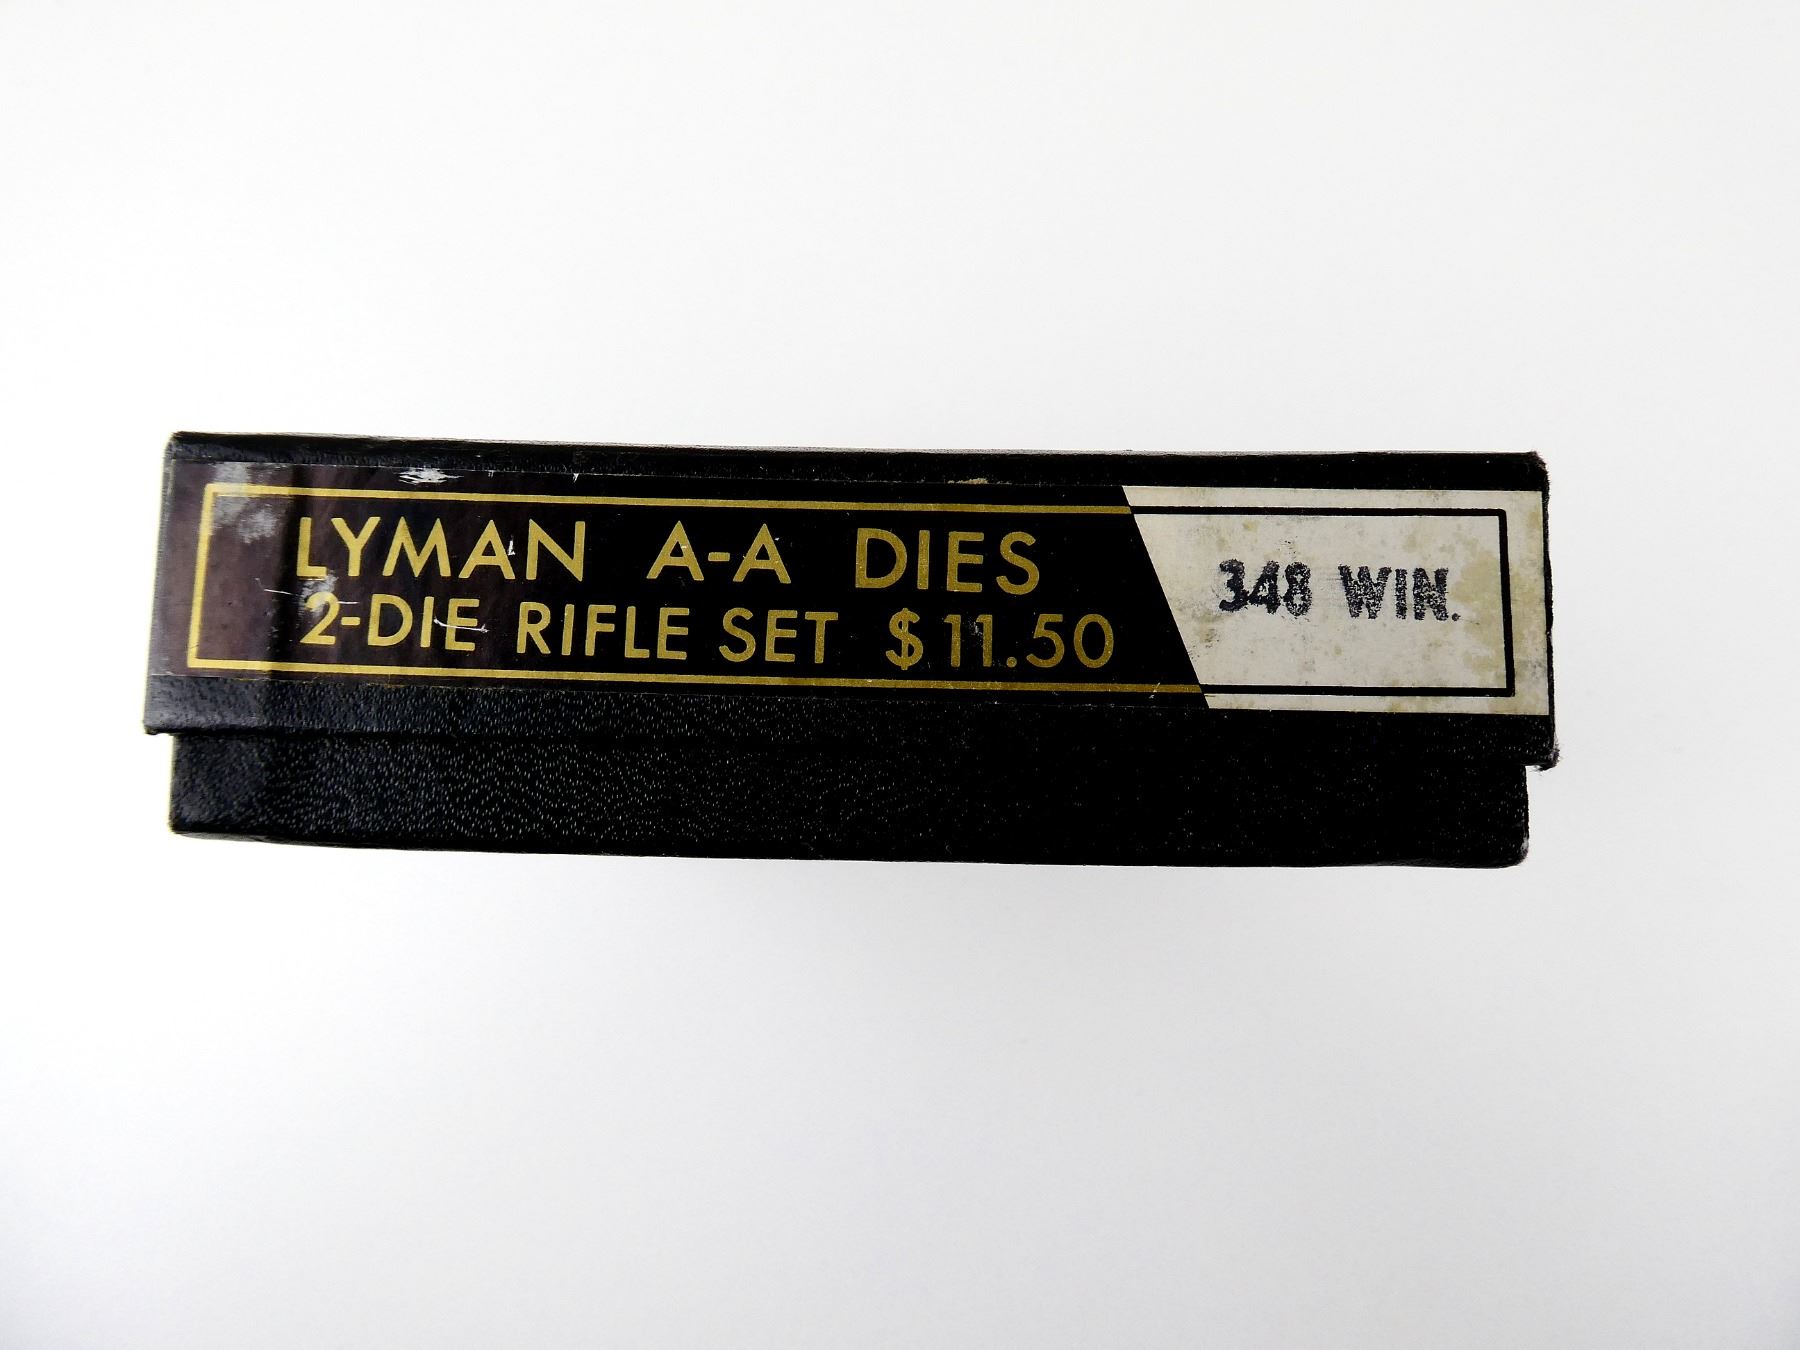 LYMAN A-A DIES
2-DIE RIFLE SET $11.50
348 WIN.